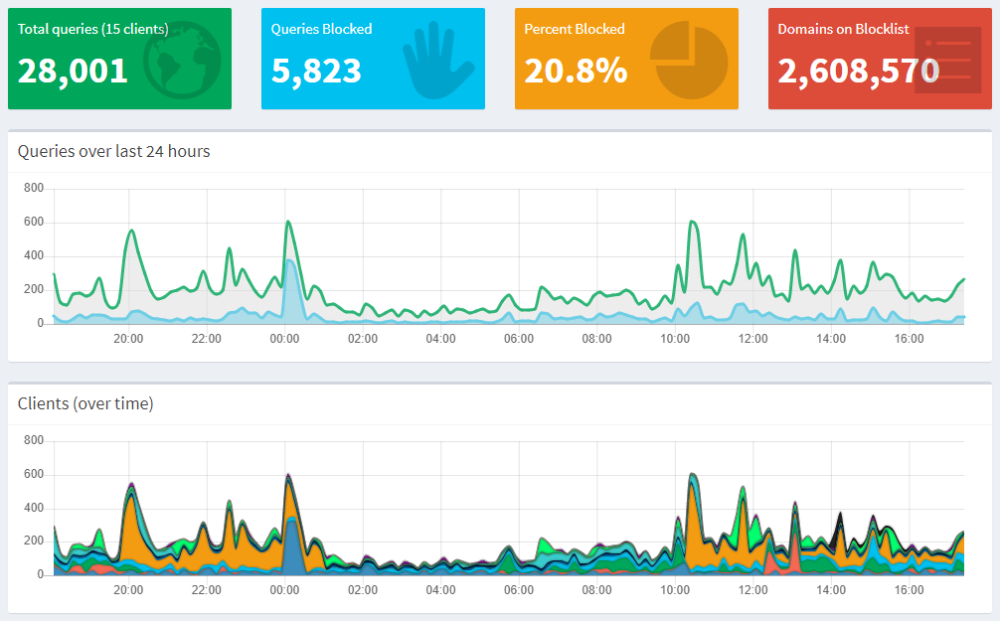 Total queries (15 clients)
28,001
Queries Blocked
5,823
Percent Blocked
20.8%
Domains on Blocklist
2,608,570
Queries over last 24 hours
800
600
400
200
0
20:00 22:00 00:00 02:00 04:00 06:00 08:00 10:00 12:00 14:00 16:00
Clients (over time)
800
600
400
200
0
20:00 22:00 00:00 02:00 04:00 06:00 08:00 10:00 12:00 14:00 16:00